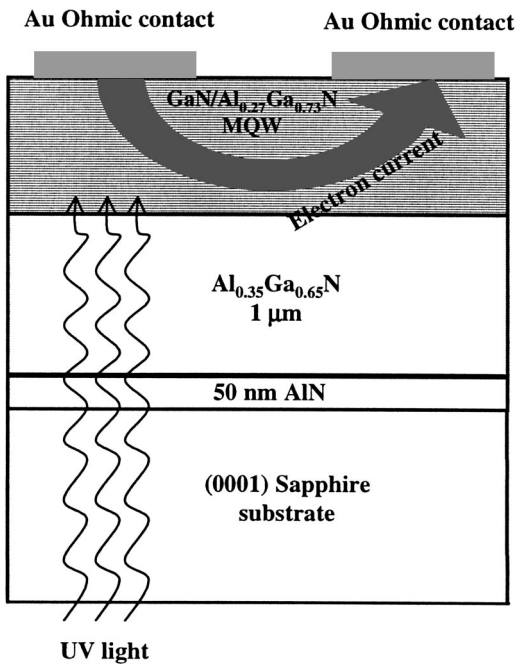 Au Ohmic contact Au Ohmic contact
GaN/Al₀.₂₇Ga₀.₇₃N
MQW
Electron current
Al₀.₃₅Ga₀.₆₅N
1 μm
50 nm AlN
(0001) Sapphire
substrate
UV light